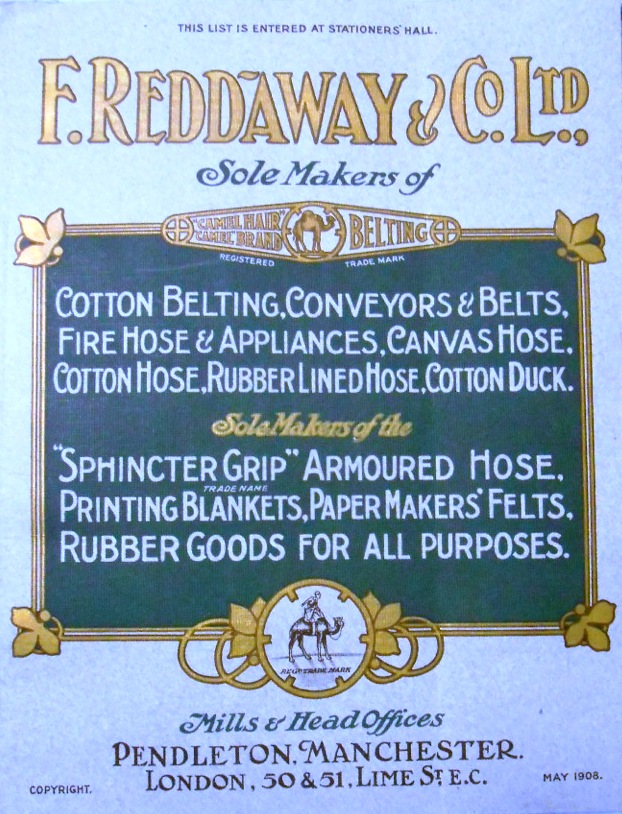 THIS LIST IS ENTERED AT STATIONERS' HALL.
F. REDDAWAY & CO. LTD.,
Sole Makers of
"CAMEL HAIR"
"CAMEL" BRAND
BELTING
REGISTERED TRADE MARK
COTTON BELTING, CONVEYORS & BELTS,
FIRE HOSE & APPLIANCES, CANVAS HOSE,
COTTON HOSE, RUBBER LINED HOSE, COTTON DUCK.
Sole Makers of the
"SPHINCTER GRIP" ARMOURED HOSE,
TRADE NAME
PRINTING BLANKETS, PAPER MAKERS' FELTS,
RUBBER GOODS FOR ALL PURPOSES.
REGD TRADE MARK
Mills & Head Offices
PENDLETON, MANCHESTER.
LONDON, 50 & 51, LIME ST. E.C.
COPYRIGHT.
MAY 1908.